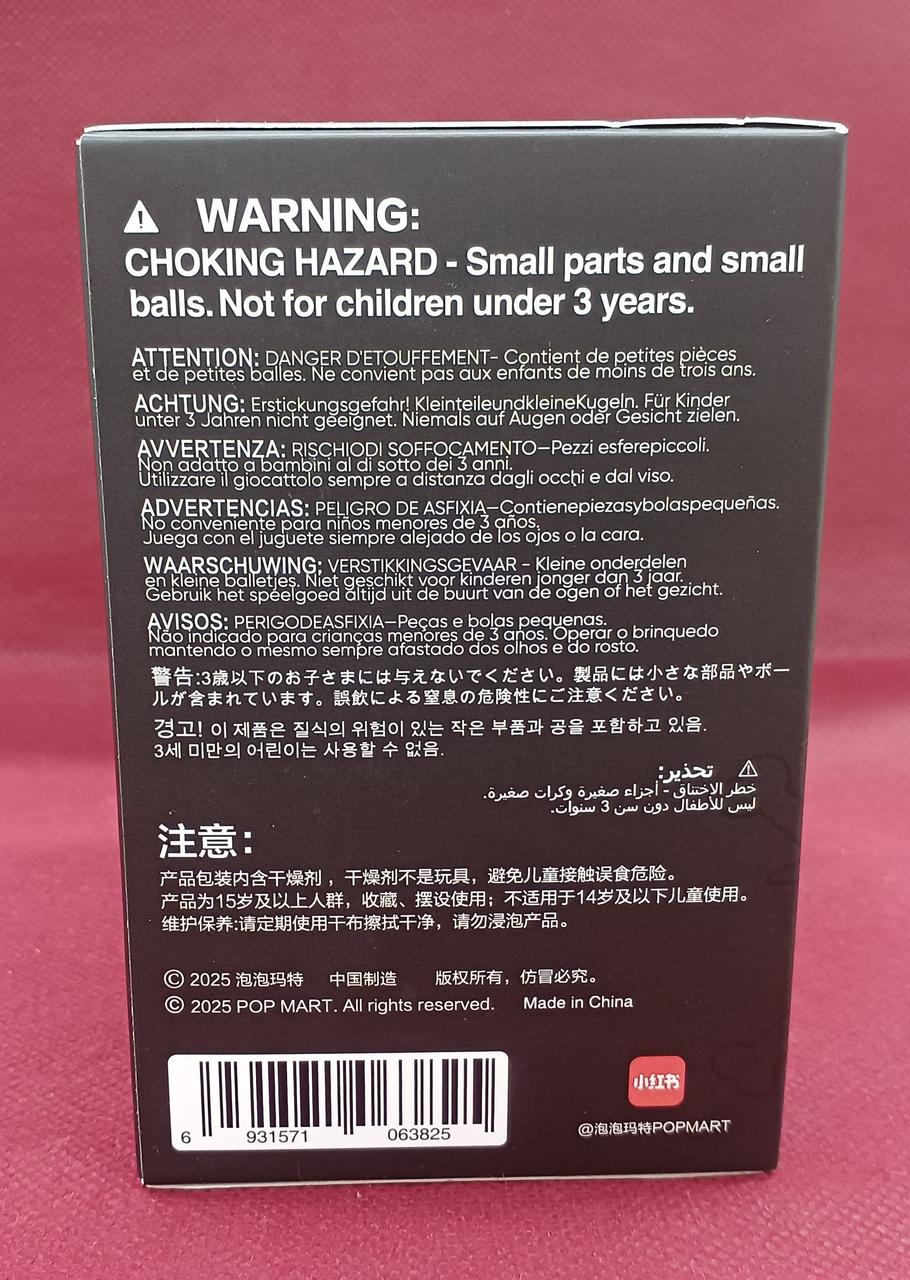 WARNING:
CHOKING HAZARD - Small parts and small
balls. Not for children under 3 years.
ATTENTION: DANGER D'ETOUFFEMENT- Contient de petites pièces
et de petites balles. Ne convient pas aux enfants de moins de trois ans.
ACHTUNG: Erstickungsgefahr! KleinteileundkleineKugeln. Für Kinder
unter 3 Jahren nicht geeignet. Niemals auf Augen oder Gesicht zielen.
AVVERTENZA: RISCHIODI SOFFOCAMENTO—Pezzi esferepiccoli.
Non adatto a bambini al di sotto dei 3 anni.
Utilizzare il giocattolo sempre a distanza dagli occhi e dal viso.
ADVERTENCIAS: PELIGRO DE ASFIXIA—Contienepiezasybolaspequeñas.
No conveniente para niños menores de 3 años.
Juega con el juguete siempre alejado de los ojos o la cara.
WAARSCHUWING: VERSTIKKINGSGEVAAR - Kleine onderdelen
en kleine balletjes. Niet geschikt voor kinderen jonger dan 3 jaar.
Gebruik het speelgoed altijd uit de buurt van de ogen of het gezicht.
AVISOS: PERIGODEASFIXIA—Peças e bolas pequenas.
Não indicado para crianças menores de 3 anos. Operar o brinquedo
mantendo o mesmo sempre afastado dos olhos e do rosto.
警告:3歳以下のお子さまには与えないでください。製品には小さな部品やボー
ルが含まれています。誤飲による窒息の危険性にご注意ください。
경고! 이 제품은 질식의 위험이 있는 작은 부품과 공을 포함하고 있음.
3세 미만의 어린이는 사용할 수 없음.
تحذير:
خطر الاختناق - أجزاء صغيرة وكرات صغيرة.
ليس للأطفال دون سن 3 سنوات.
注意：
产品包装内含干燥剂，干燥剂不是玩具，避免儿童接触误食危险。
产品为15岁及以上人群，收藏、摆设使用；不适用于14岁及以下儿童使用。
维护保养:请定期使用干布擦拭干净，请勿浸泡产品。
© 2025 泡泡玛特 中国制造 版权所有，仿冒必究。
© 2025 POP MART. All rights reserved. Made in China
6 931571 063825
小红书
@泡泡玛特POPMART